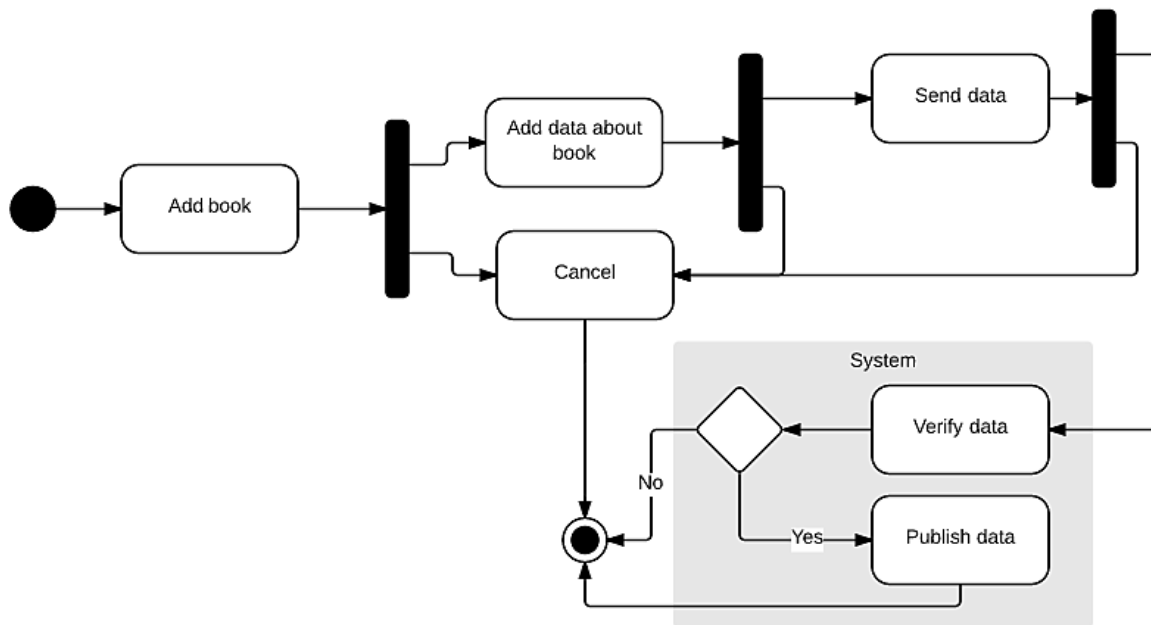 Send data
Add data about
book
Add book
Cancel
System
Verify data
No
Yes
Publish data